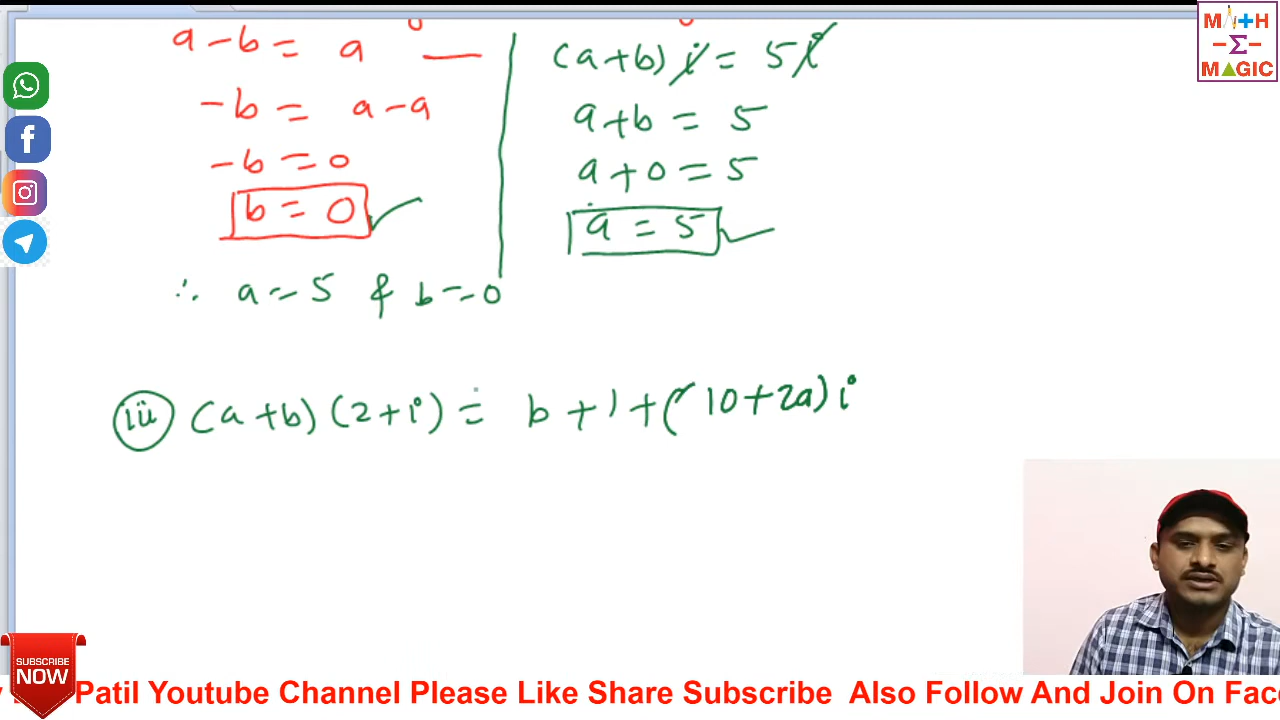 MATH
-Σ-
MAGIC
a - b = a
-b = a - a
-b = 0
b = 0
∴ a = 5 & b = 0
(a+b) i = 5 i
a + b = 5
a + 0 = 5
a = 5
iii (a+b) (2+i) = b + 1 + (10+2a) i
SUBSCRIBE
NOW
Patil Youtube Channel Please Like Share Subscribe Also Follow And Join On Face